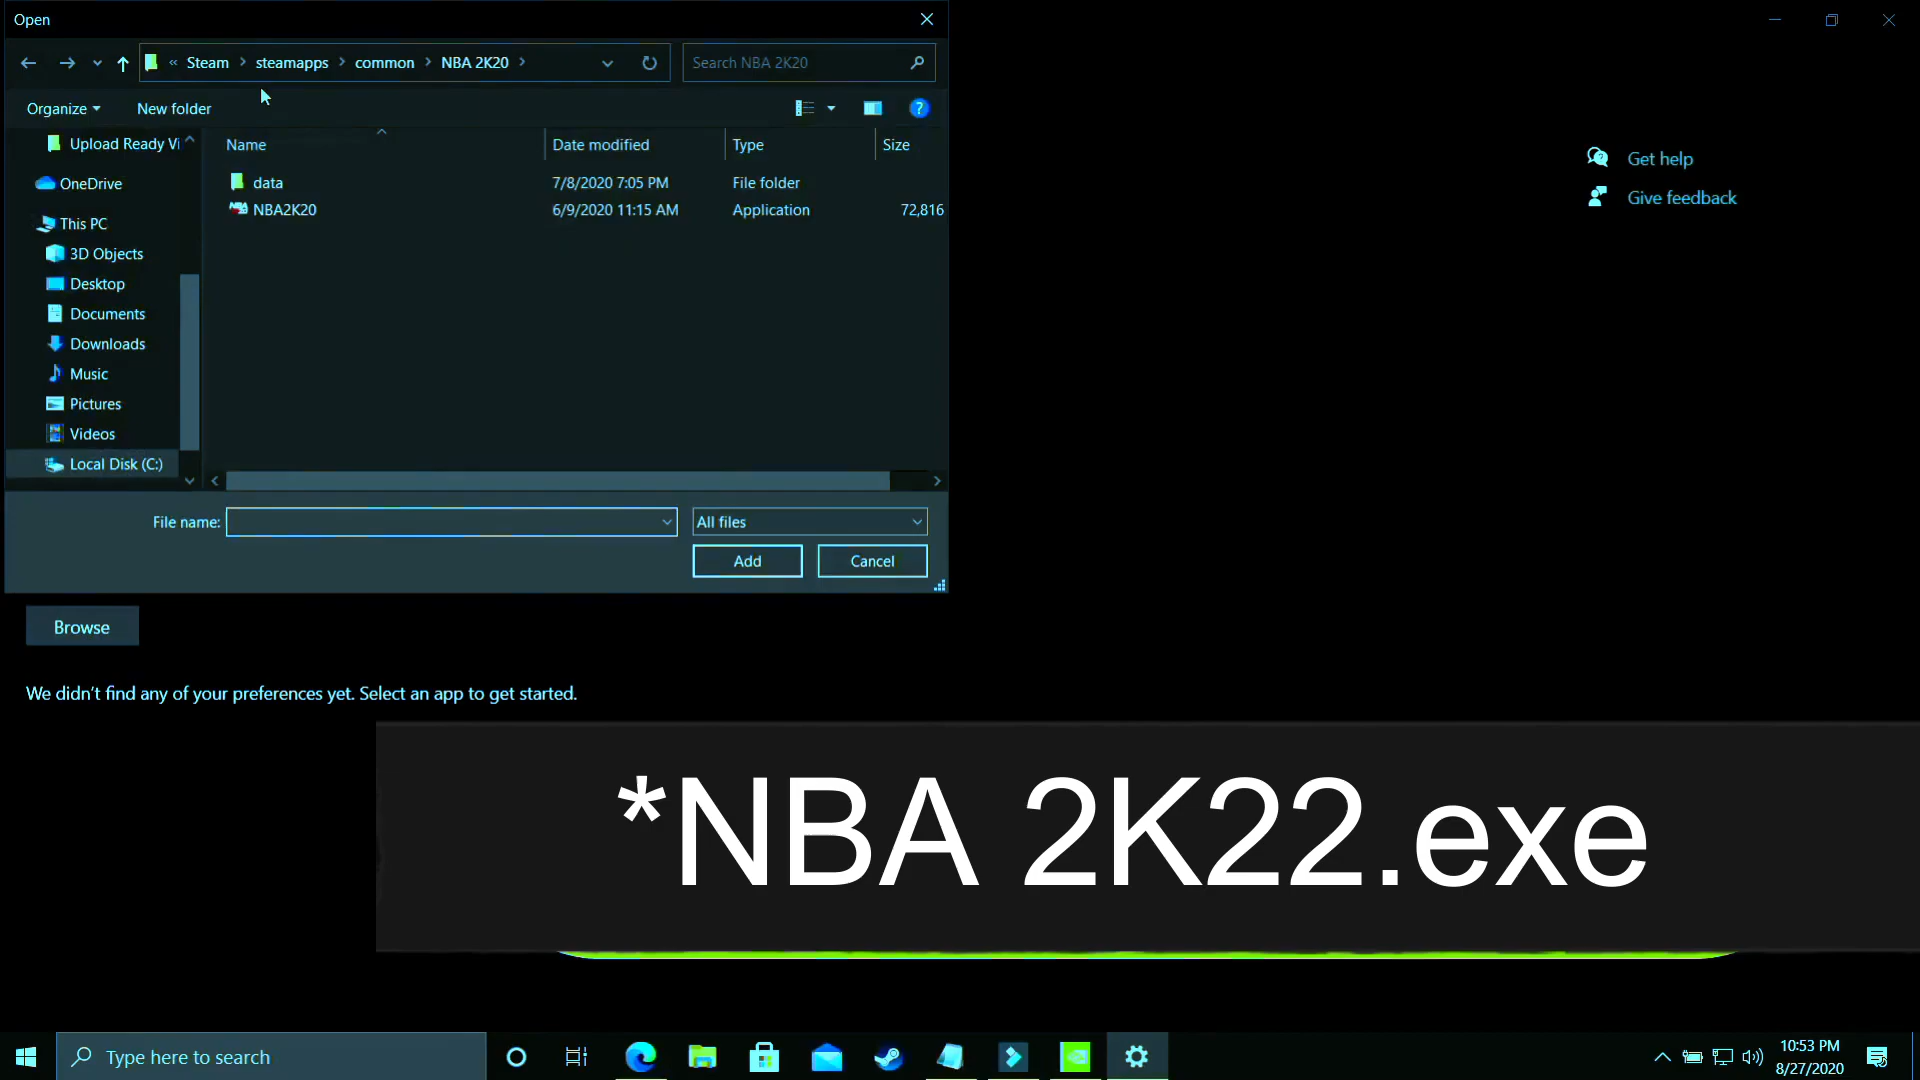 Open
« Steam > steamapps > common > NBA 2K20 >
Search NBA 2K20
Organize
New folder
?
Upload Ready Vi
Name
Date modified
Type
Size
OneDrive
data
7/8/2020 7:05 PM
File folder
NBA2K20
6/9/2020 11:15 AM
Application
72,816
This PC
3D Objects
Desktop
Documents
Downloads
Music
Pictures
Videos
Local Disk (C:)
File name:
All files
Add
Cancel
Get help
Give feedback
Browse
We didn't find any of your preferences yet. Select an app to get started.
*NBA 2K22.exe
Type here to search
10:53 PM
8/27/2020